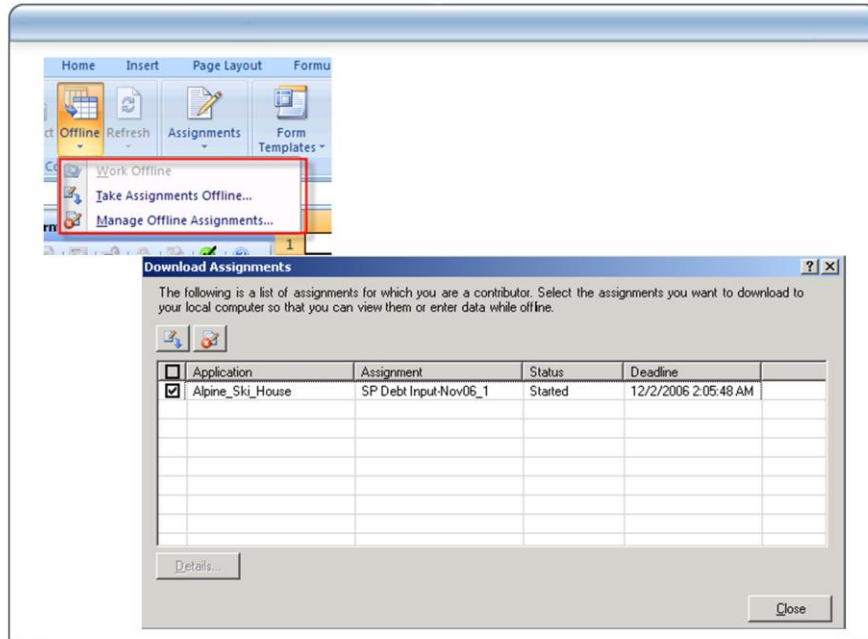 Home Insert Page Layout Formu
ct Offline Refresh Assignments Form
Templates
Work Offline
Take Assignments Offline...
Manage Offline Assignments...
1
Download Assignments
The following is a list of assignments for which you are a contributor. Select the assignments you want to download to
your local computer so that you can view them or enter data while offline.
Application Assignment Status Deadline
Alpine_Ski_House SP Debt Input-Nov06_1 Started 12/2/2006 2:05:48 AM
Details...
Close